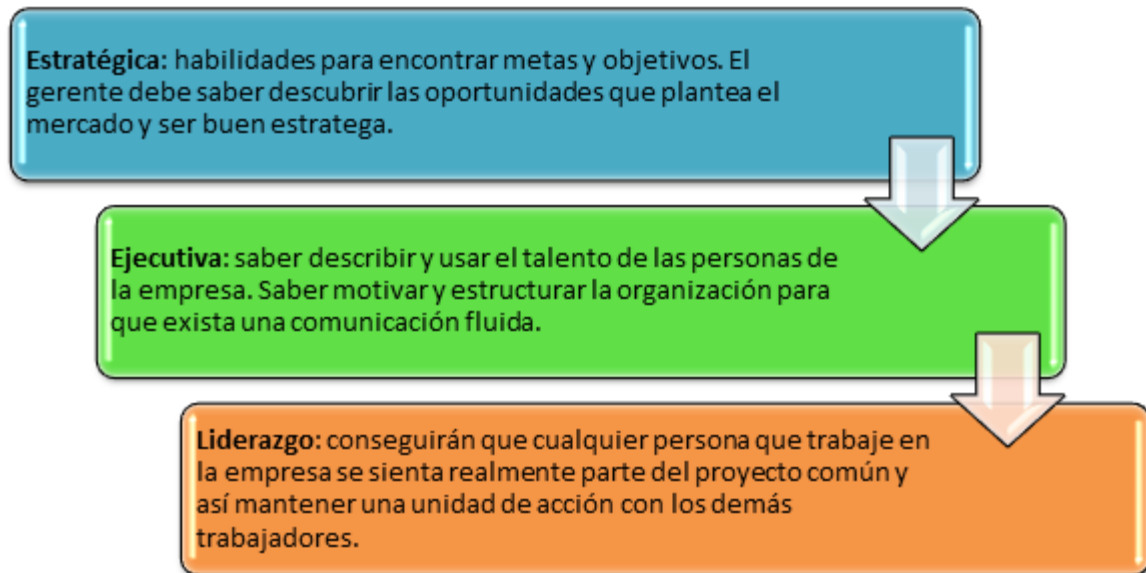 Estratégica: habilidades para encontrar metas y objetivos. El
gerente debe saber descubrir las oportunidades que plantea el
mercado y ser buen estratega.
Ejecutiva: saber describir y usar el talento de las personas de
la empresa. Saber motivar y estructurar la organización para
que exista una comunicación fluida.
Liderazgo: conseguirán que cualquier persona que trabaje en
la empresa se sienta realmente parte del proyecto común y
así mantener una unidad de acción con los demás
trabajadores.